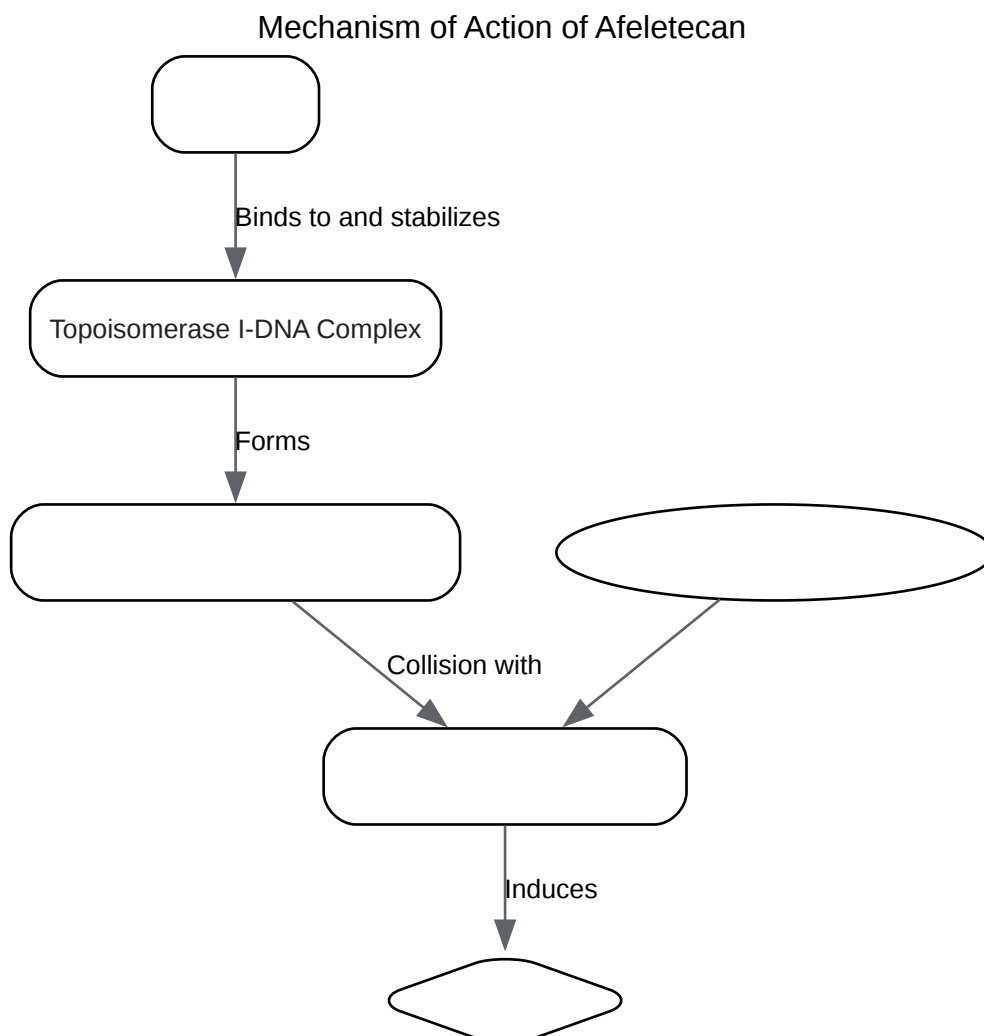 Mechanism of Action of Afeletecan
Binds to and stabilizes
Topoisomerase I-DNA Complex
Forms
Collision with
Induces